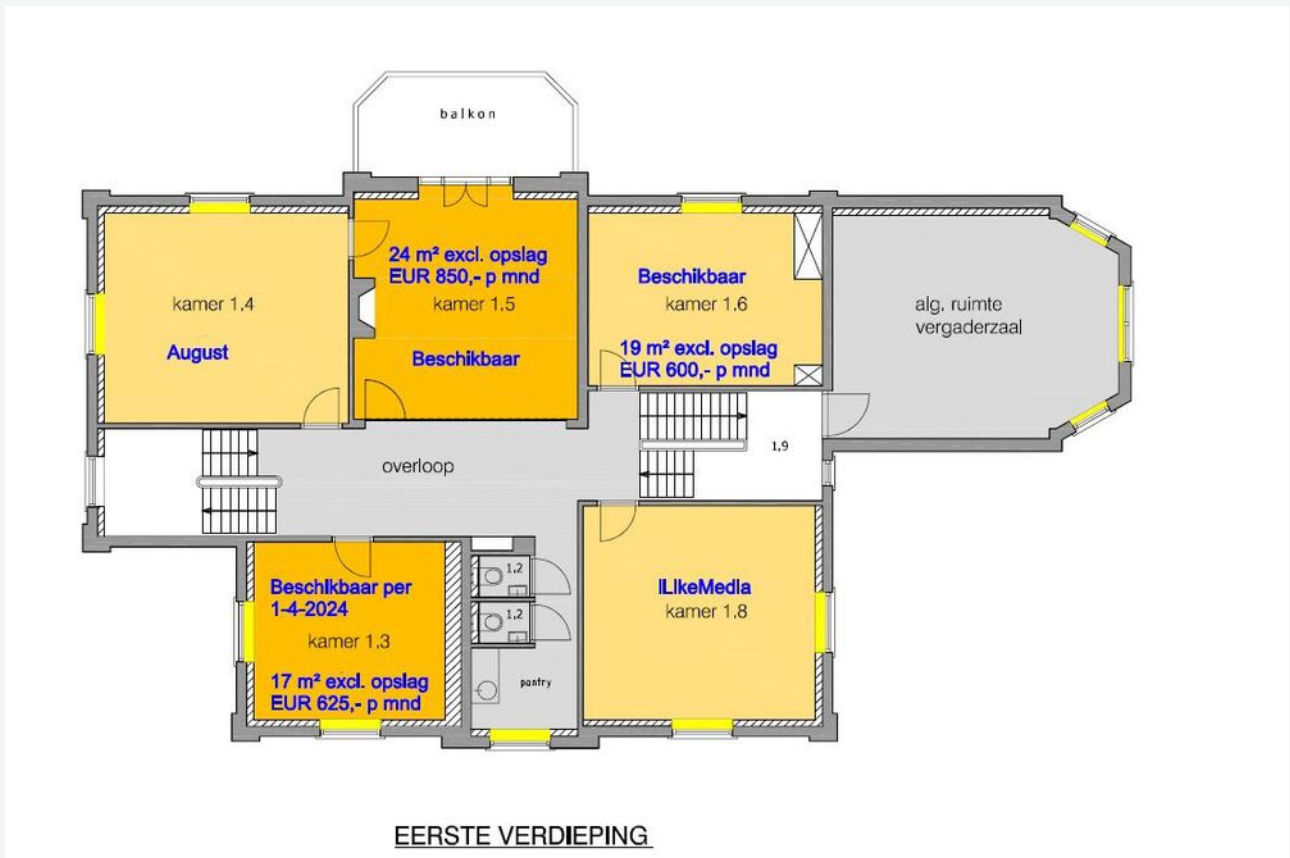 balkon
24 m² excl. opslag
EUR 850,- p mnd
kamer 1.5
Beschikbaar
kamer 1.4
August
Beschikbaar
kamer 1.6
19 m² excl. opslag
EUR 600,- p mnd
alg. ruimte
vergaderzaal
overloop
1,9
Beschikbaar per
1-4-2024
kamer 1.3
17 m² excl. opslag
EUR 625,- p mnd
1,2
1,2
pantry
ILikeMedia
kamer 1.8
EERSTE VERDIEPING